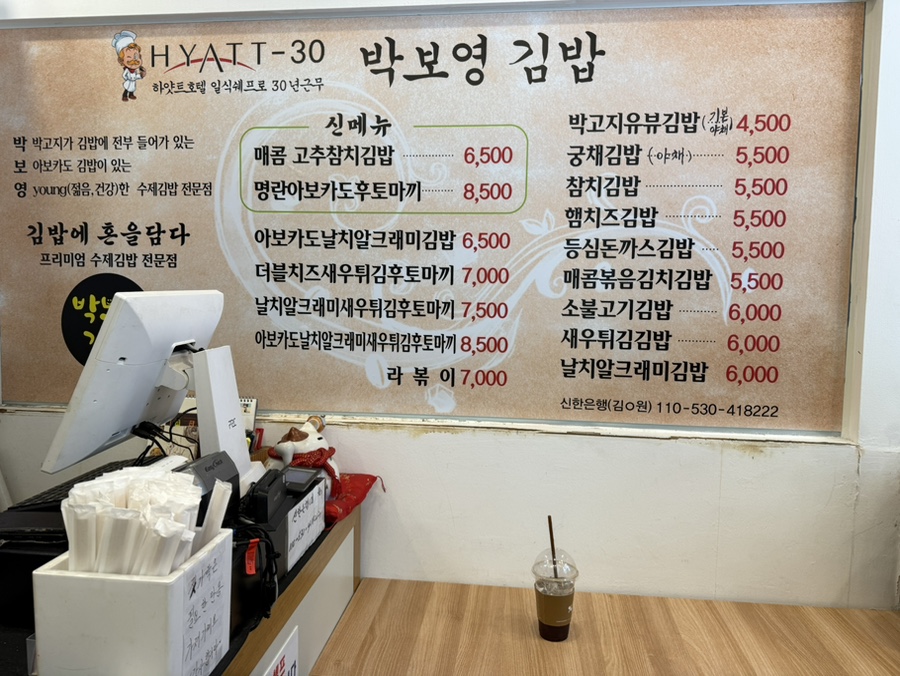 HYATT-30
하얏트호텔 일식쉐프로 30년근무
박보영 김밥
박 박고지가 김밥에 전부 들어가 있는
보 아보카도 김밥이 있는
영 young(젊음,건강)한 수제김밥 전문점
김밥에 혼을담다
프리미엄 수제김밥 전문점
신메뉴
매콤 고추참치김밥 6,500
명란아보카도후토마끼 8,500
아보카도날치알크래미김밥 6,500
더블치즈새우튀김후토마끼 7,000
날치알크래미새우튀김후토마끼 7,500
아보카도날치알크래미새우튀김후토마끼 8,500
라볶이 7,000
박고지유뷰김밥(기본야채) 4,500
궁채김밥(야채) 5,500
참치김밥 5,500
햄치즈김밥 5,500
등심돈까스김밥 5,500
매콤볶음김치김밥 5,500
소불고기김밥 6,000
새우튀김김밥 6,000
날치알크래미김밥 6,000
신한은행(김ㅇ원) 110-530-418222